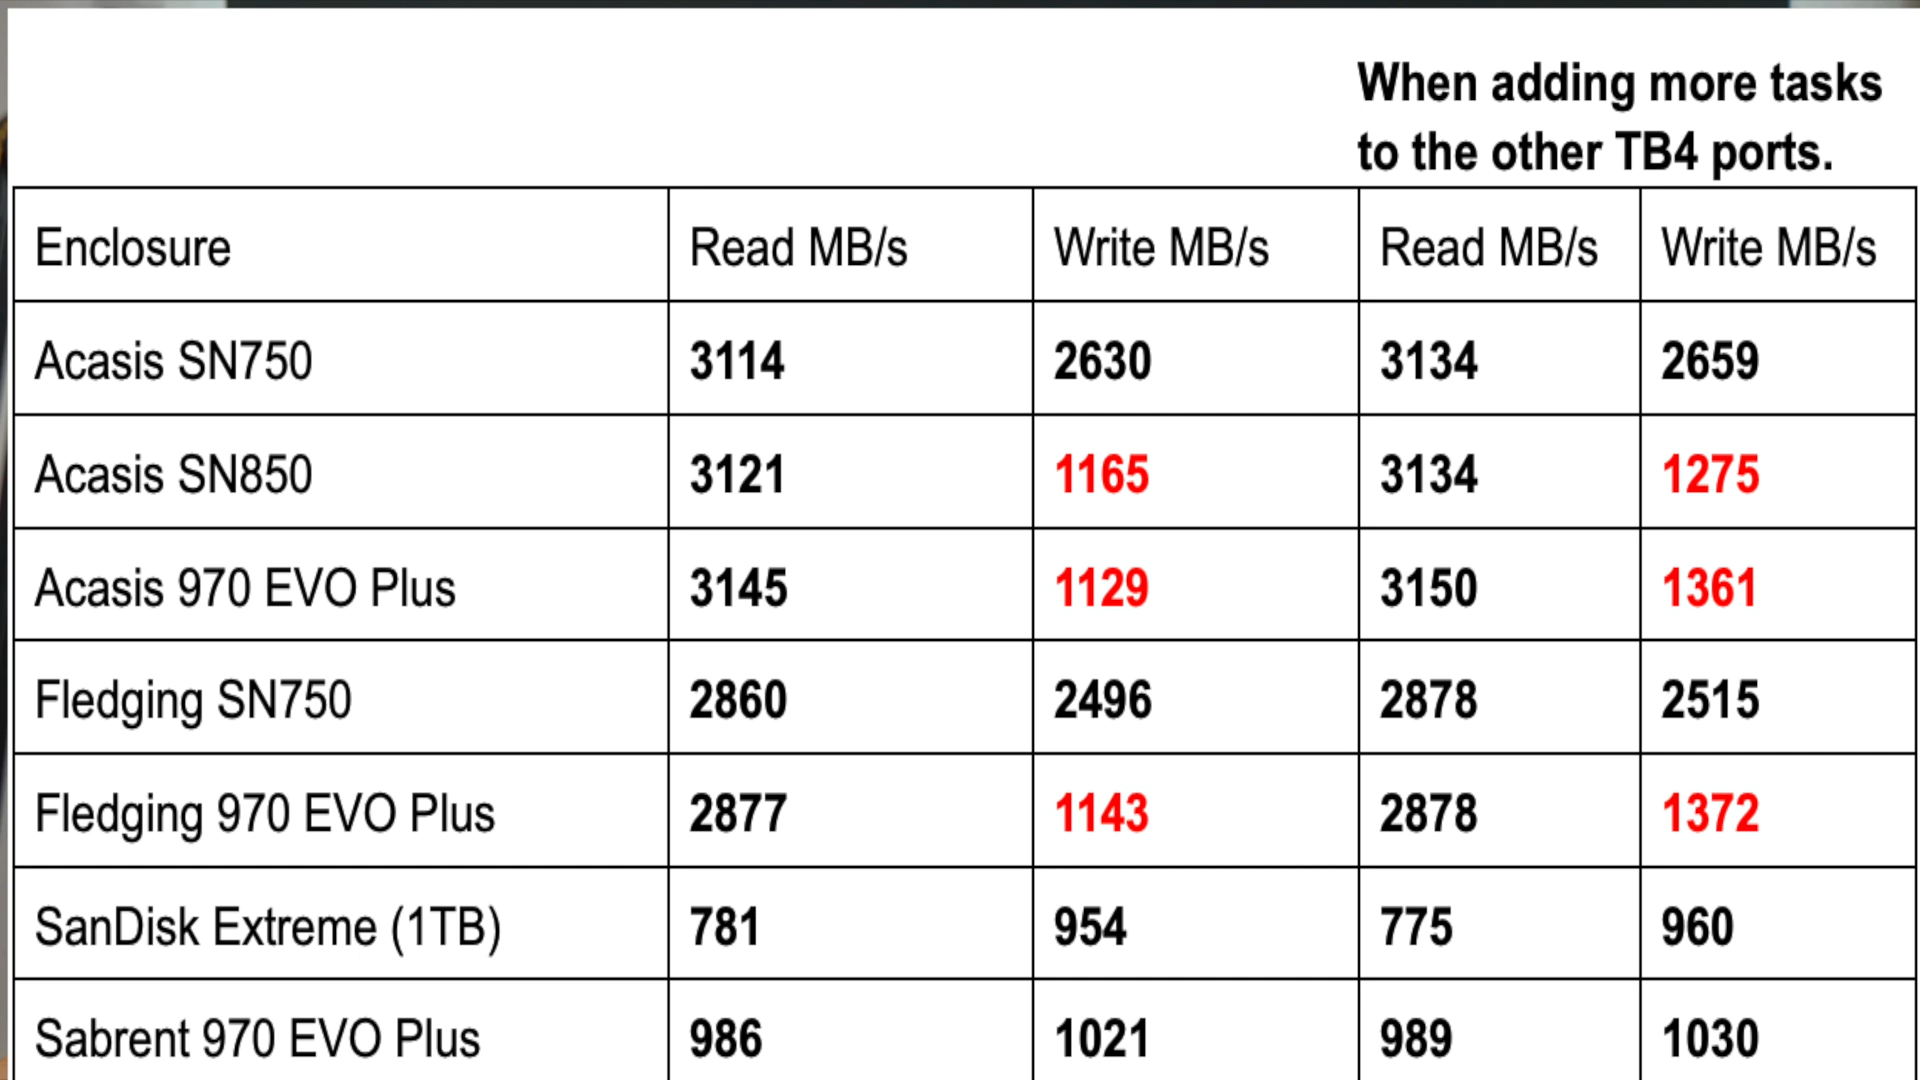 When adding more tasks
to the other TB4 ports.
Enclosure Read MB/s Write MB/s Read MB/s Write MB/s
Acasis SN750 3114 2630 3134 2659
Acasis SN850 3121 1165 3134 1275
Acasis 970 EVO Plus 3145 1129 3150 1361
Fledging SN750 2860 2496 2878 2515
Fledging 970 EVO Plus 2877 1143 2878 1372
SanDisk Extreme (1TB) 781 954 775 960
Sabrent 970 EVO Plus 986 1021 989 1030